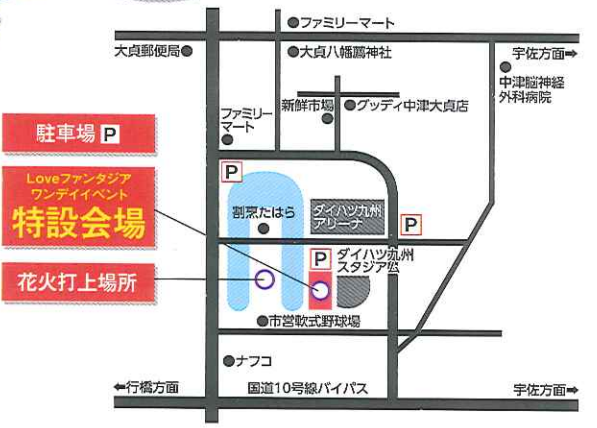 ファミリーマート
大貞郵便局
大貞八幡薦神社
宇佐方面➡
中津脳神経
外科病院
新鮮市場
グッディ中津大貞店
ファミリー
マート
駐車場 P
P
Loveファンタジア
ワンデイイベント
特設会場
割烹たはら
ダイハツ九州
アリーナ
P
P
ダイハツ九州
スタジアム
花火打上場所
市営軟式野球場
ナフコ
⬅行橋方面
国道10号線バイパス
宇佐方面➡